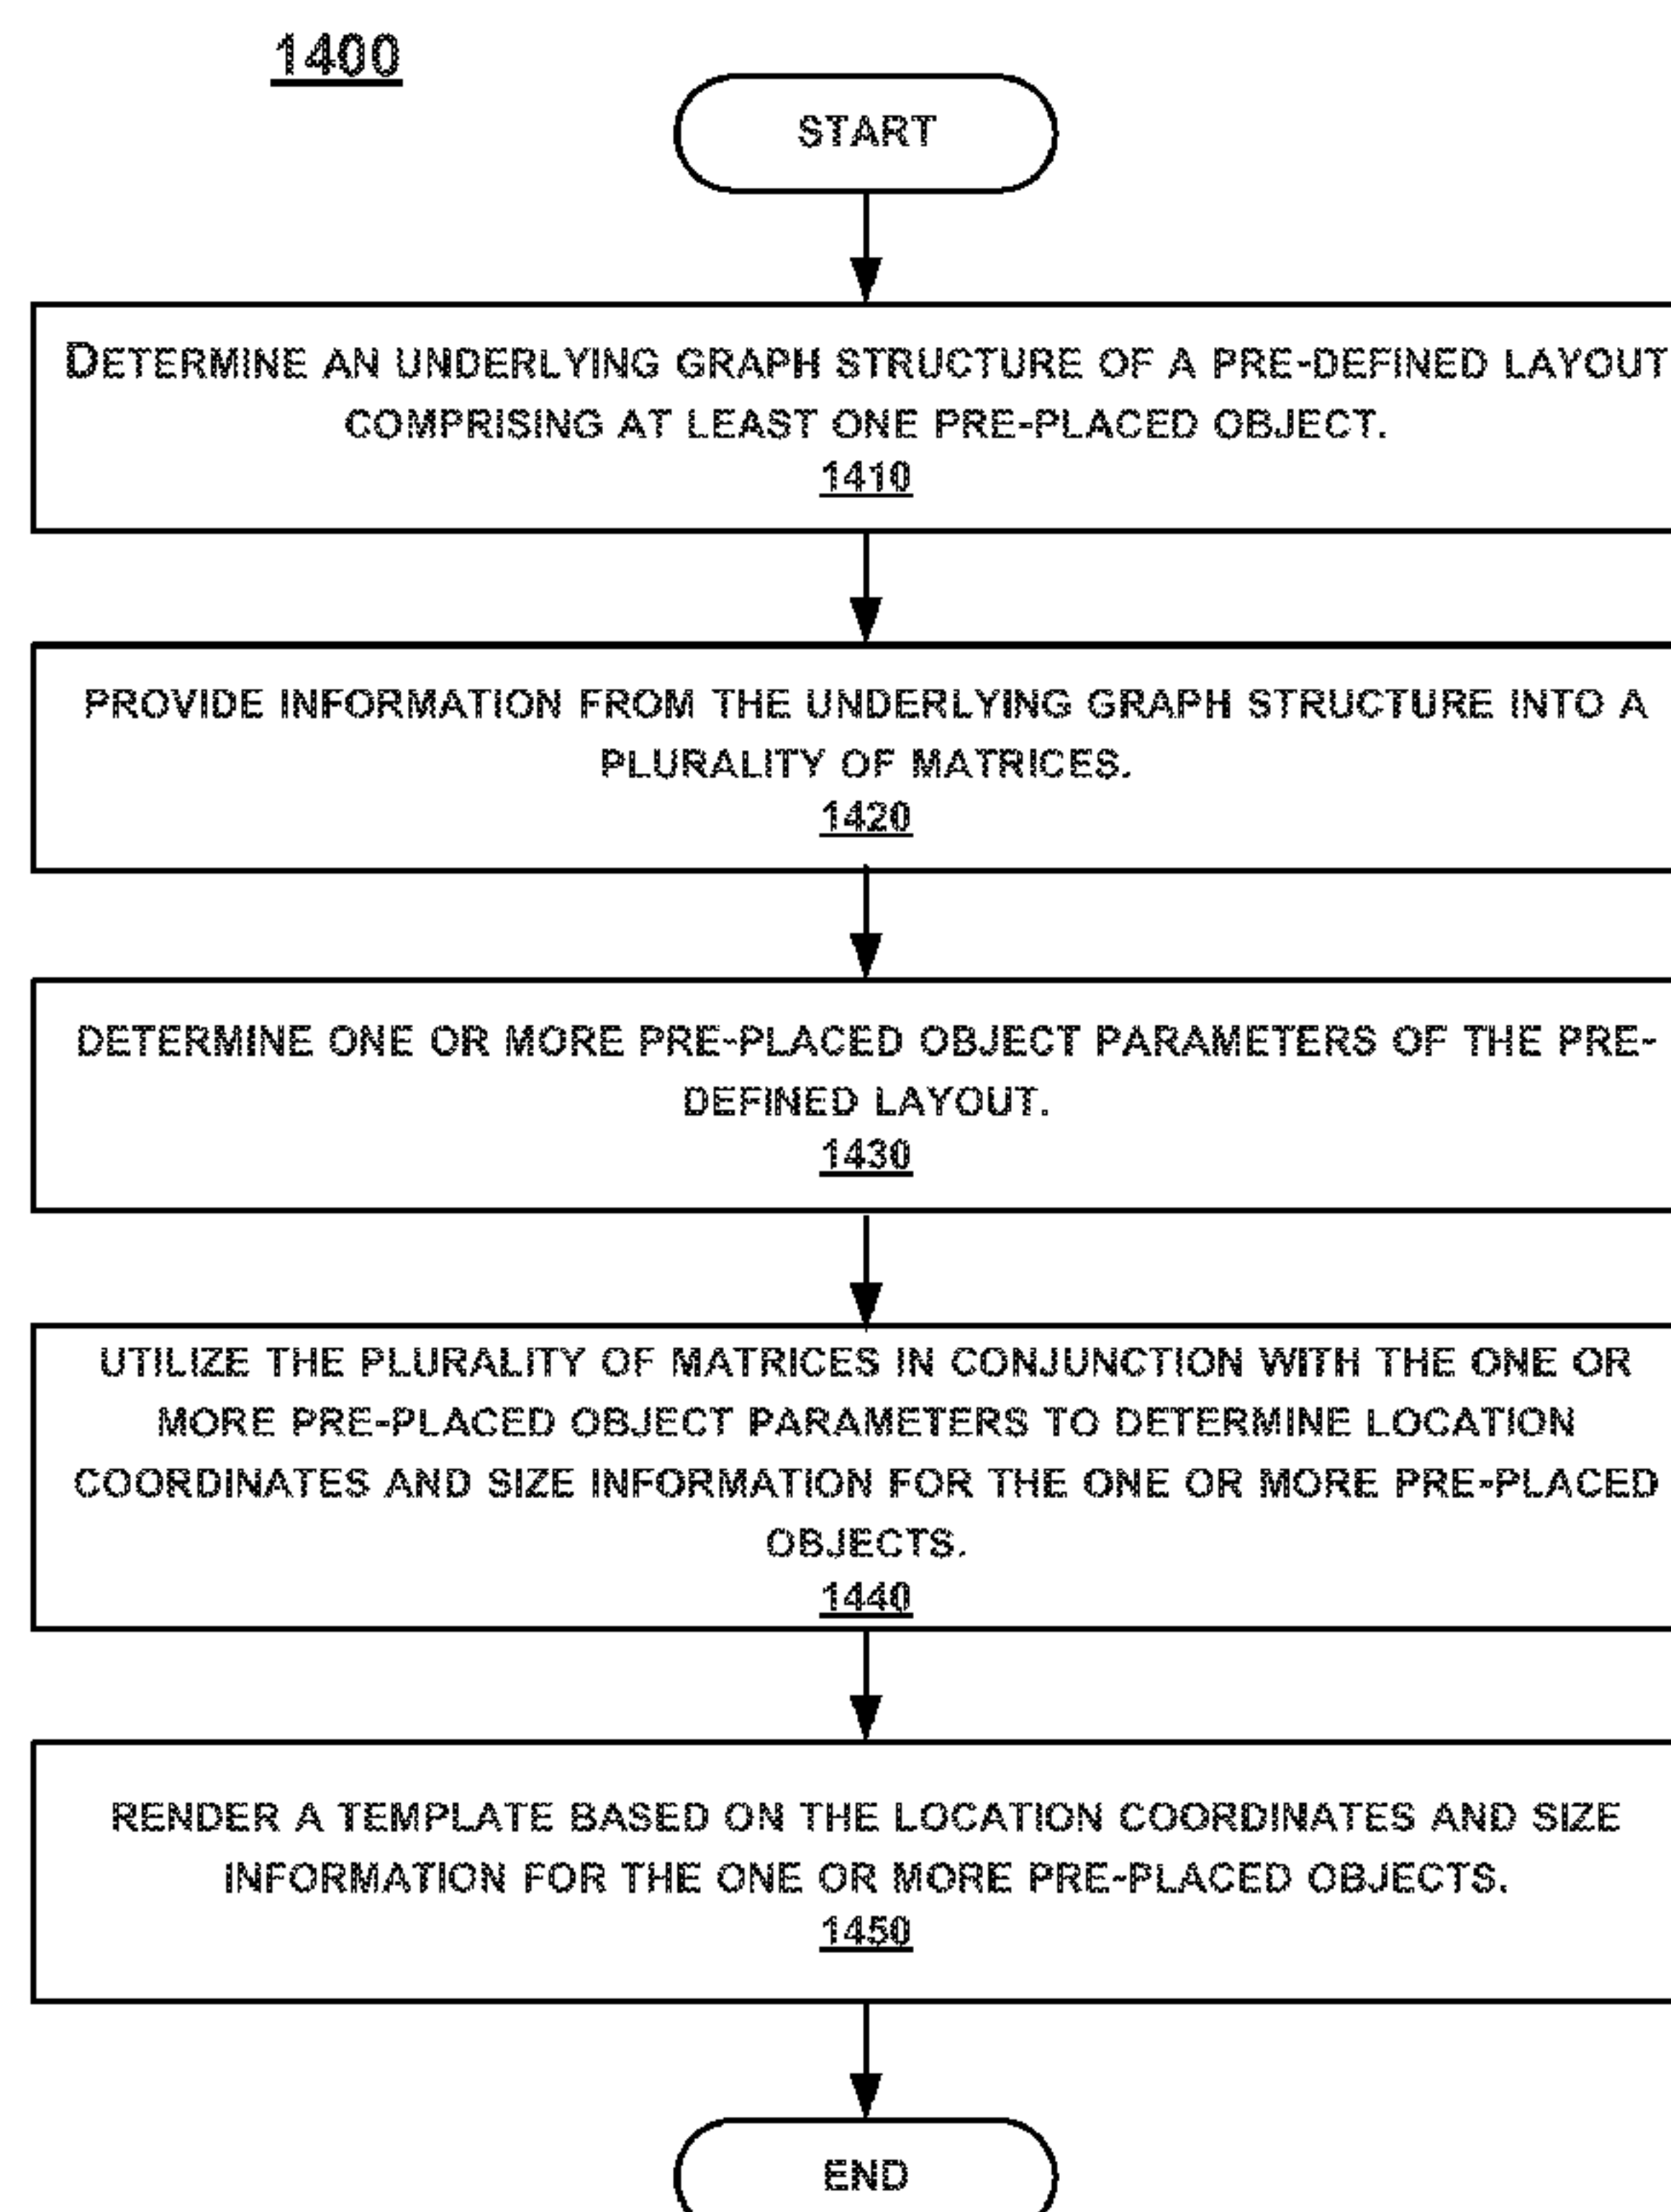 1400
START
DETERMINE AN UNDERLYING GRAPH STRUCTURE OF A PRE-DEFINED LAYOUT
COMPRISING AT LEAST ONE PRE-PLACED OBJECT.
1410
PROVIDE INFORMATION FROM THE UNDERLYING GRAPH STRUCTURE INTO A
PLURALITY OF MATRICES.
1420
DETERMINE ONE OR MORE PRE-PLACED OBJECT PARAMETERS OF THE PRE-
DEFINED LAYOUT.
1430
UTILIZE THE PLURALITY OF MATRICES IN CONJUNCTION WITH THE ONE OR
MORE PRE-PLACED OBJECT PARAMETERS TO DETERMINE LOCATION
COORDINATES AND SIZE INFORMATION FOR THE ONE OR MORE PRE-PLACED
OBJECTS.
1440
RENDER A TEMPLATE BASED ON THE LOCATION COORDINATES AND SIZE
INFORMATION FOR THE ONE OR MORE PRE-PLACED OBJECTS.
1450
END